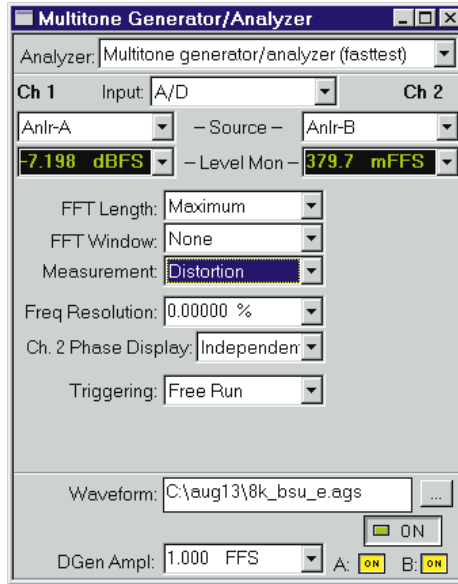 Multitone Generator/Analyzer
Analyzer: Multitone generator/analyzer (fasttest)
Ch 1 Input: A/D Ch 2
Anlr-A – Source – Anlr-B
-7.198 dBFS – Level Mon – 379.7 mFFS
FFT Length: Maximum
FFT Window: None
Measurement: Distortion
Freq Resolution: 0.00000 %
Ch. 2 Phase Display: Independen
Triggering: Free Run
Waveform: C:\aug13\8k_bsu_e.ags ...
ON
DGen Ampl: 1.000 FFS A: ON B: ON